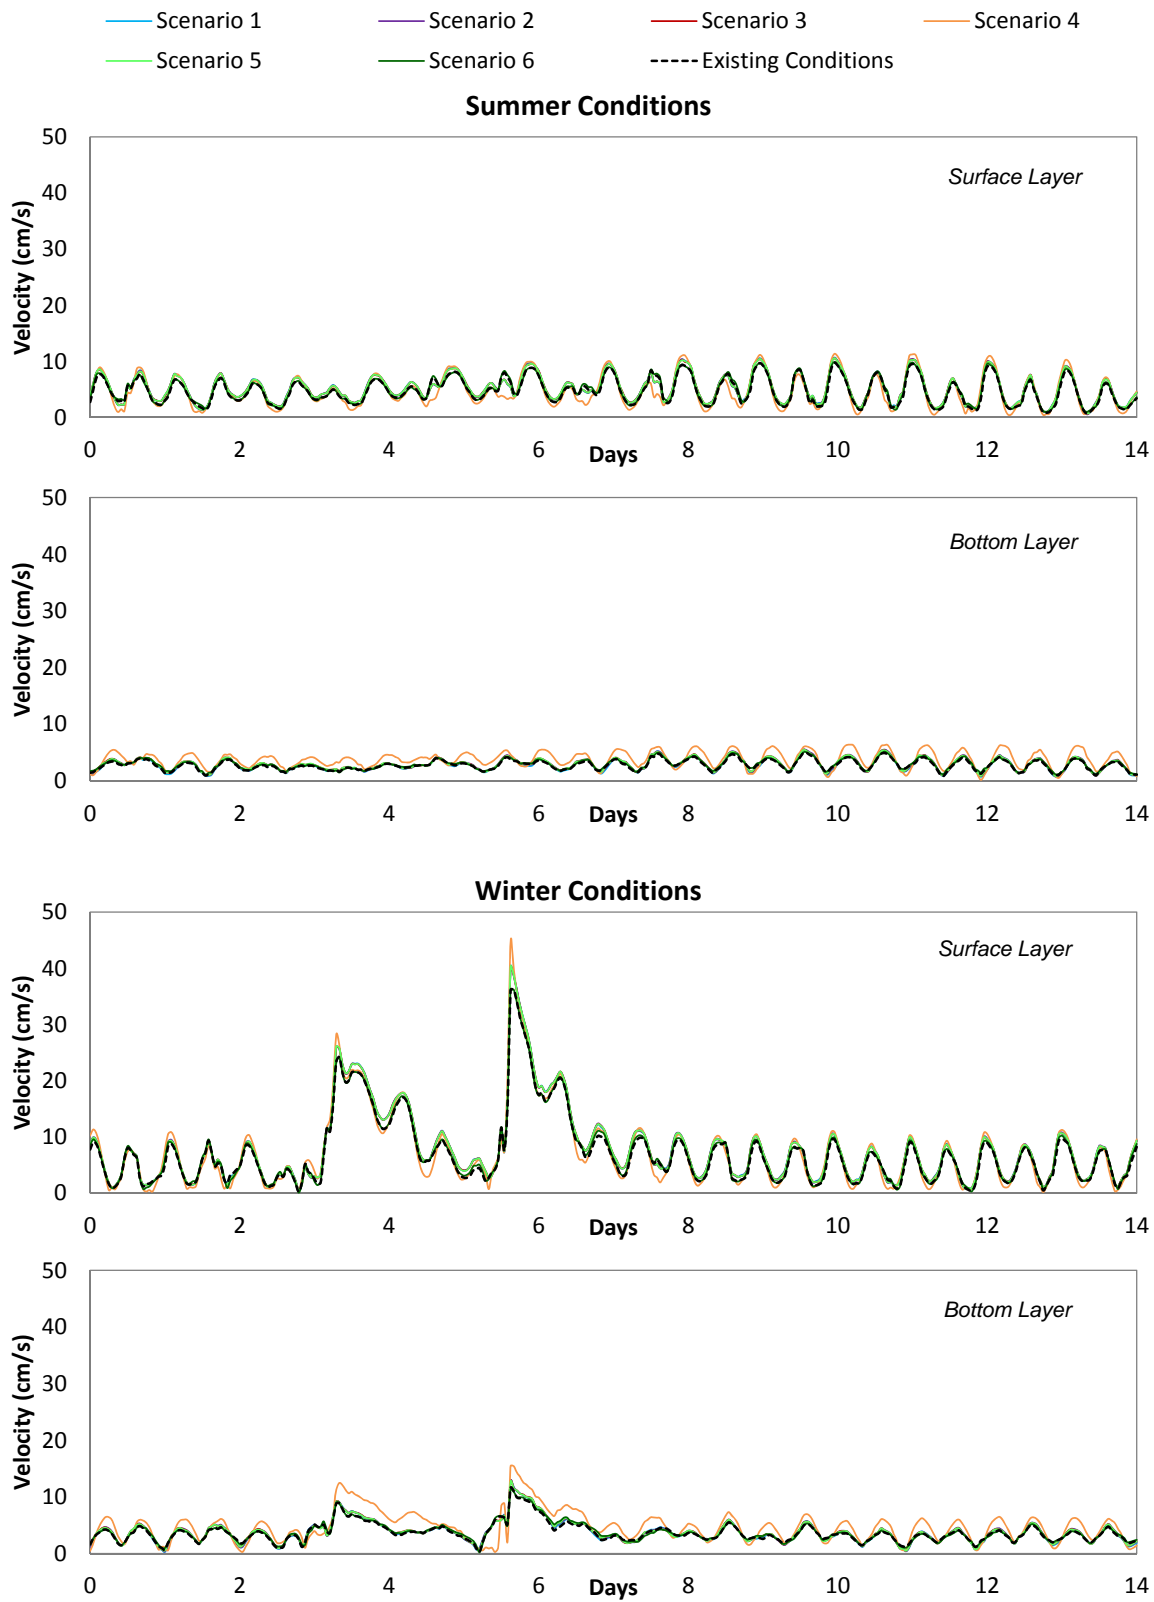 Scenario 1 Scenario 2 Scenario 3 Scenario 4
Scenario 5 Scenario 6 Existing Conditions
Summer Conditions
Surface Layer
Velocity (cm/s)
50
40
30
20
10
0
0 2 4 6 8 10 12 14
Days
Bottom Layer
Velocity (cm/s)
50
40
30
20
10
0
0 2 4 6 8 10 12 14
Days
Winter Conditions
Surface Layer
Velocity (cm/s)
50
40
30
20
10
0
0 2 4 6 8 10 12 14
Days
Bottom Layer
Velocity (cm/s)
50
40
30
20
10
0
0 2 4 6 8 10 12 14
Days